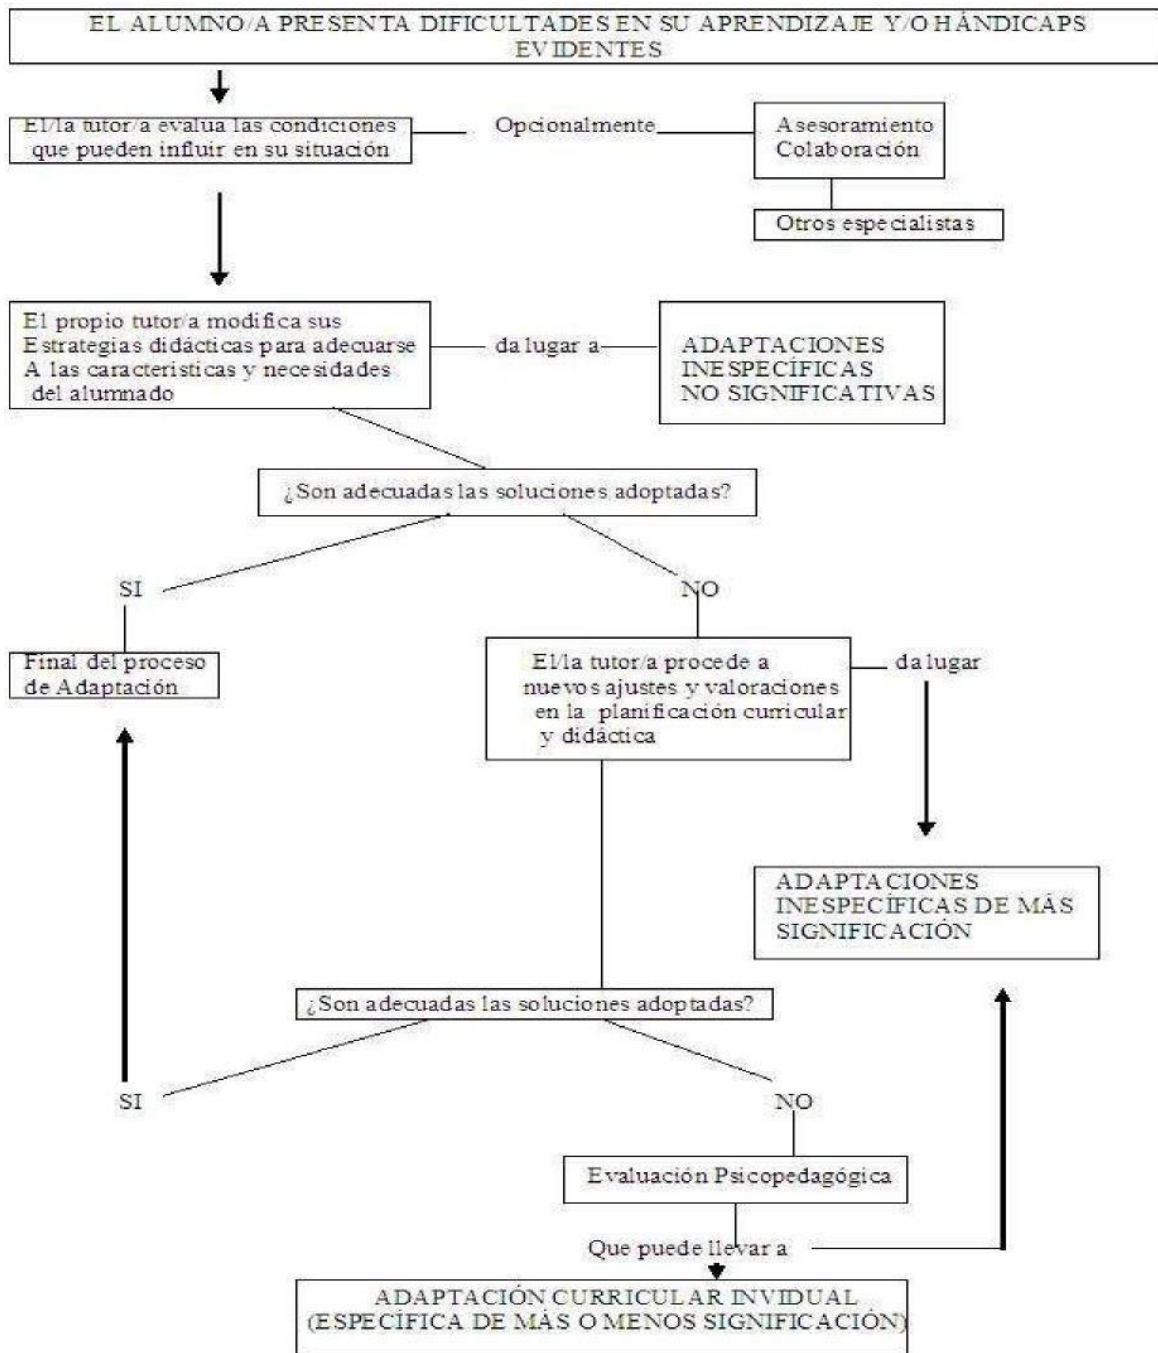 EL ALUMNO/A PRESENTA DIFICULTADES EN SU APRENDIZAJE Y/O HÁNDICAPS
EVIDENTES
El/la tutor/a evalua las condiciones
que pueden influir en su situación
Opcionalmente
Asesoramiento
Colaboración
Otros especialistas
El propio tutor/a modifica sus
Estrategias didácticas para adecuarse
A las características y necesidades
del alumnado
da lugar a
ADAPTACIONES
INESPECÍFICAS
NO SIGNIFICATIVAS
¿Son adecuadas las soluciones adoptadas?
SI
NO
Final del proceso
de Adaptación
El/la tutor/a procede a
nuevos ajustes y valoraciones
en la planificación curricular
y didáctica
da lugar
ADAPTACIONES
INESPECÍFICAS DE MÁS
SIGNIFICACIÓN
¿Son adecuadas las soluciones adoptadas?
SI
NO
Evaluación Psicopedagógica
Que puede llevar a
ADAPTACIÓN CURRICULAR INVIDUAL
(ESPECÍFICA DE MÁS O MENOS SIGNIFICACIÓN)